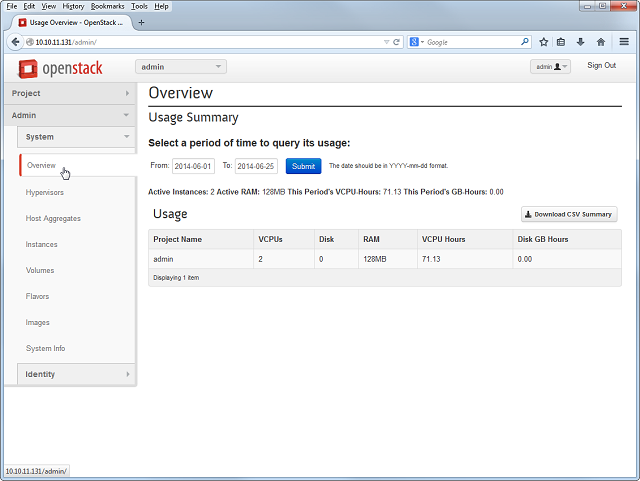 File Edit View History Bookmarks Tools Help
Usage Overview - OpenStack ...
10.10.11.131/admin/
Google
openstack
admin
admin
Sign Out
Project
Admin
System
Overview
Hypervisors
Host Aggregates
Instances
Volumes
Flavors
Images
System Info
Identity
Overview
Usage Summary
Select a period of time to query its usage:
From: 2014-06-01 To: 2014-06-25 Submit The date should be in YYYY-mm-dd format.
Active Instances: 2 Active RAM: 128MB This Period's VCPU-Hours: 71.13 This Period's GB-Hours: 0.00
Usage
Download CSV Summary
Project Name VCPUs Disk RAM VCPU Hours Disk GB Hours
admin 2 0 128MB 71.13 0.00
Displaying 1 item
10.10.11.131/admin/